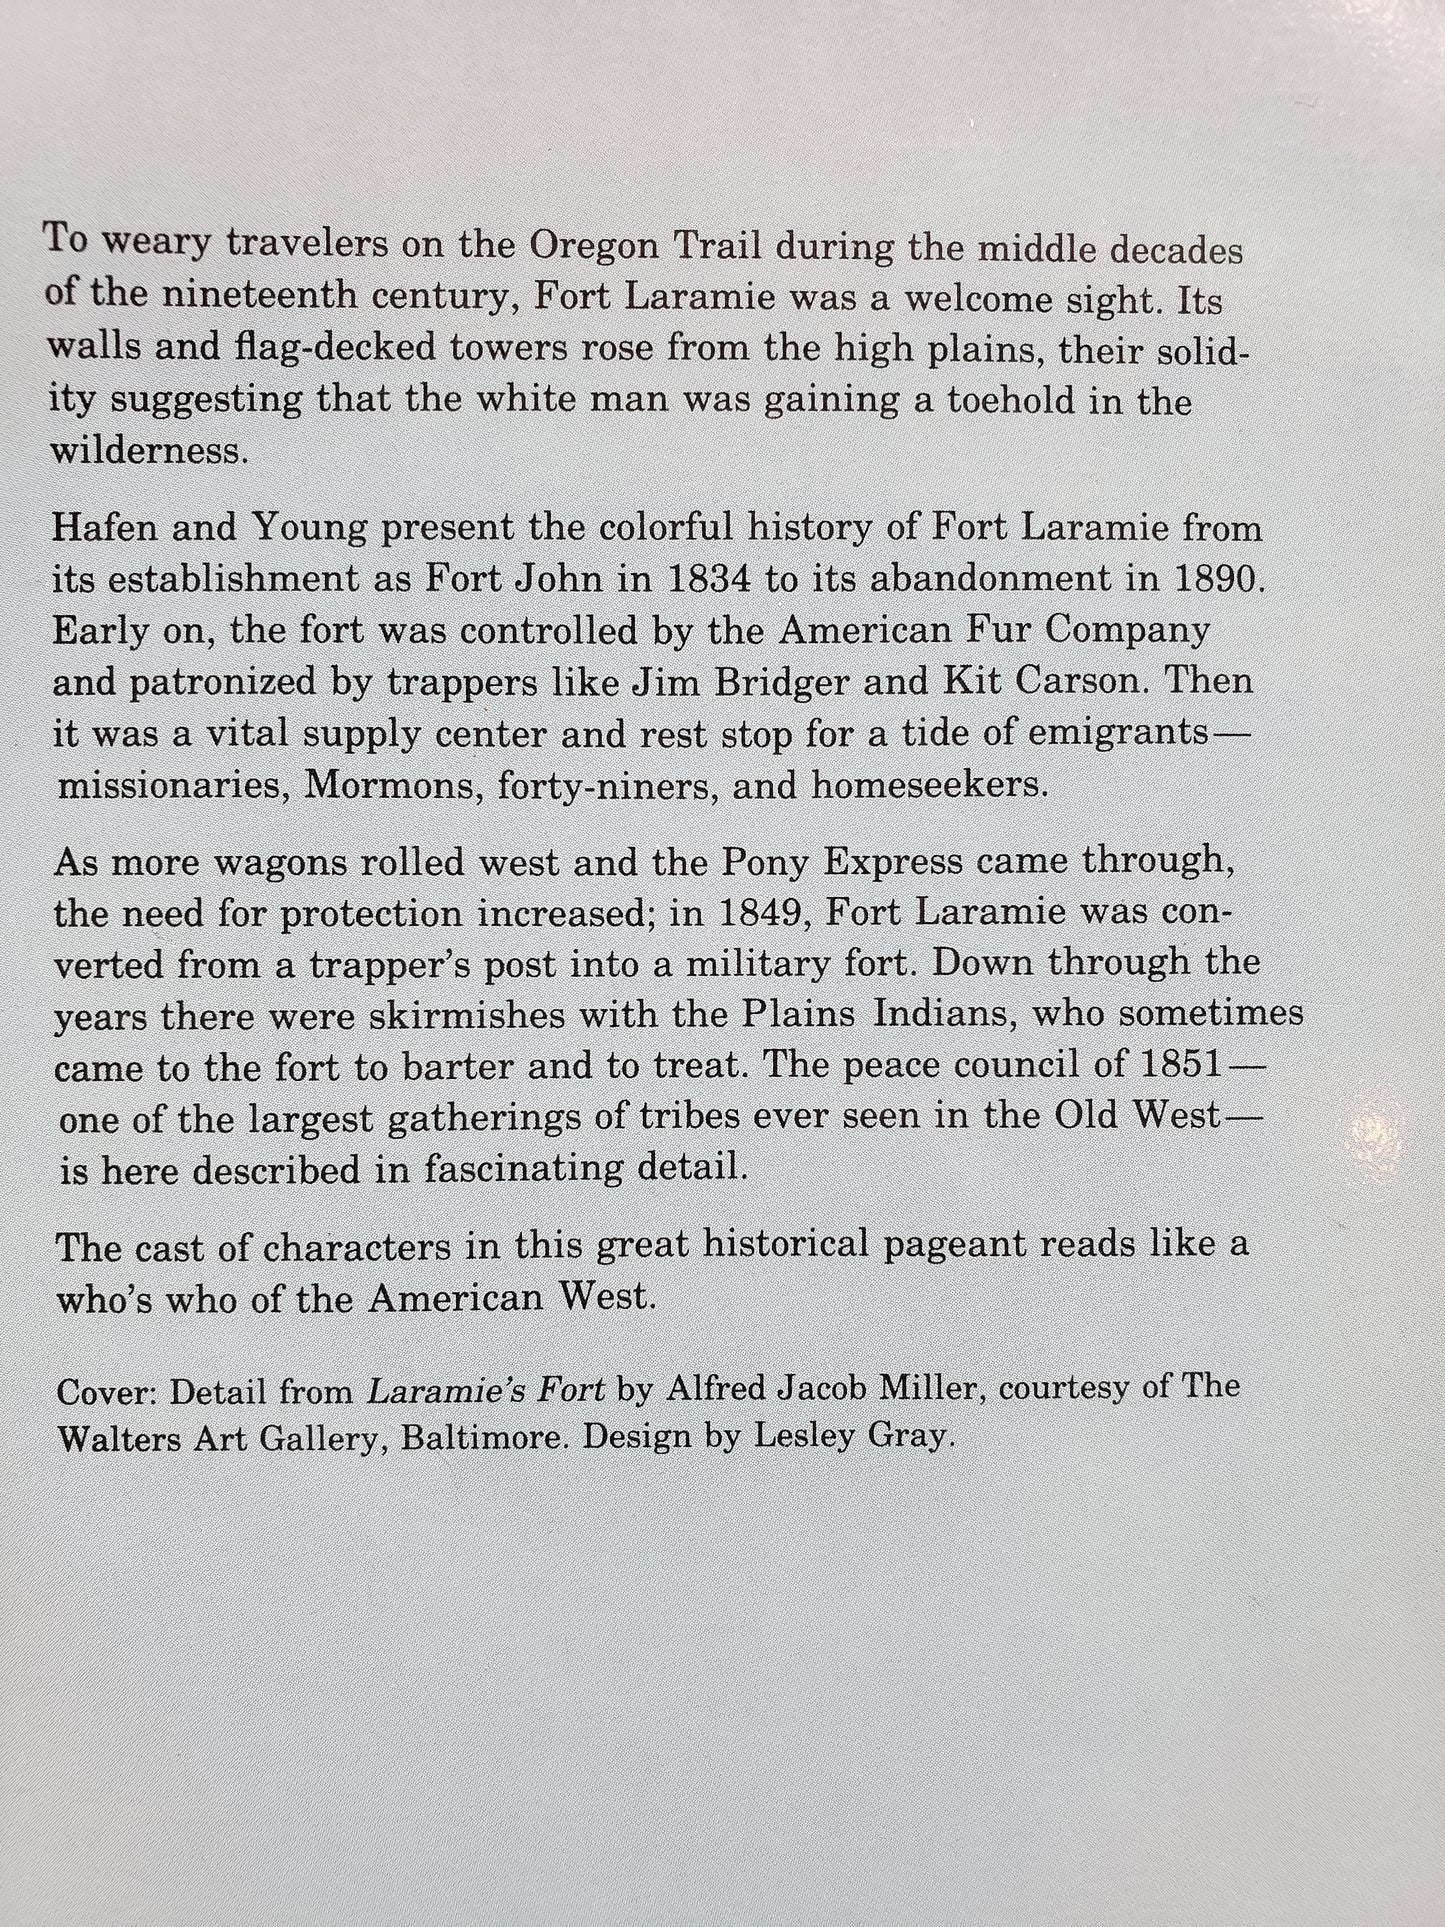 To weary travelers on the Oregon Trail during the middle decades
of the nineteenth century, Fort Laramie was a welcome sight. Its
walls and flag-decked towers rose from the high plains, their solid-
ity suggesting that the white man was gaining a toehold in the
wilderness.
Hafen and Young present the colorful history of Fort Laramie from
its establishment as Fort John in 1834 to its abandonment in 1890.
Early on, the fort was controlled by the American Fur Company
and patronized by trappers like Jim Bridger and Kit Carson. Then
it was a vital supply center and rest stop for a tide of emigrants—
missionaries, Mormons, forty-niners, and homeseekers.
As more wagons rolled west and the Pony Express came through,
the need for protection increased; in 1849, Fort Laramie was con-
verted from a trapper's post into a military fort. Down through the
years there were skirmishes with the Plains Indians, who sometimes
came to the fort to barter and to treat. The peace council of 1851—
one of the largest gatherings of tribes ever seen in the Old West—
is here described in fascinating detail.
The cast of characters in this great historical pageant reads like a
who's who of the American West.
Cover: Detail from Laramie's Fort by Alfred Jacob Miller, courtesy of The
Walters Art Gallery, Baltimore. Design by Lesley Gray.